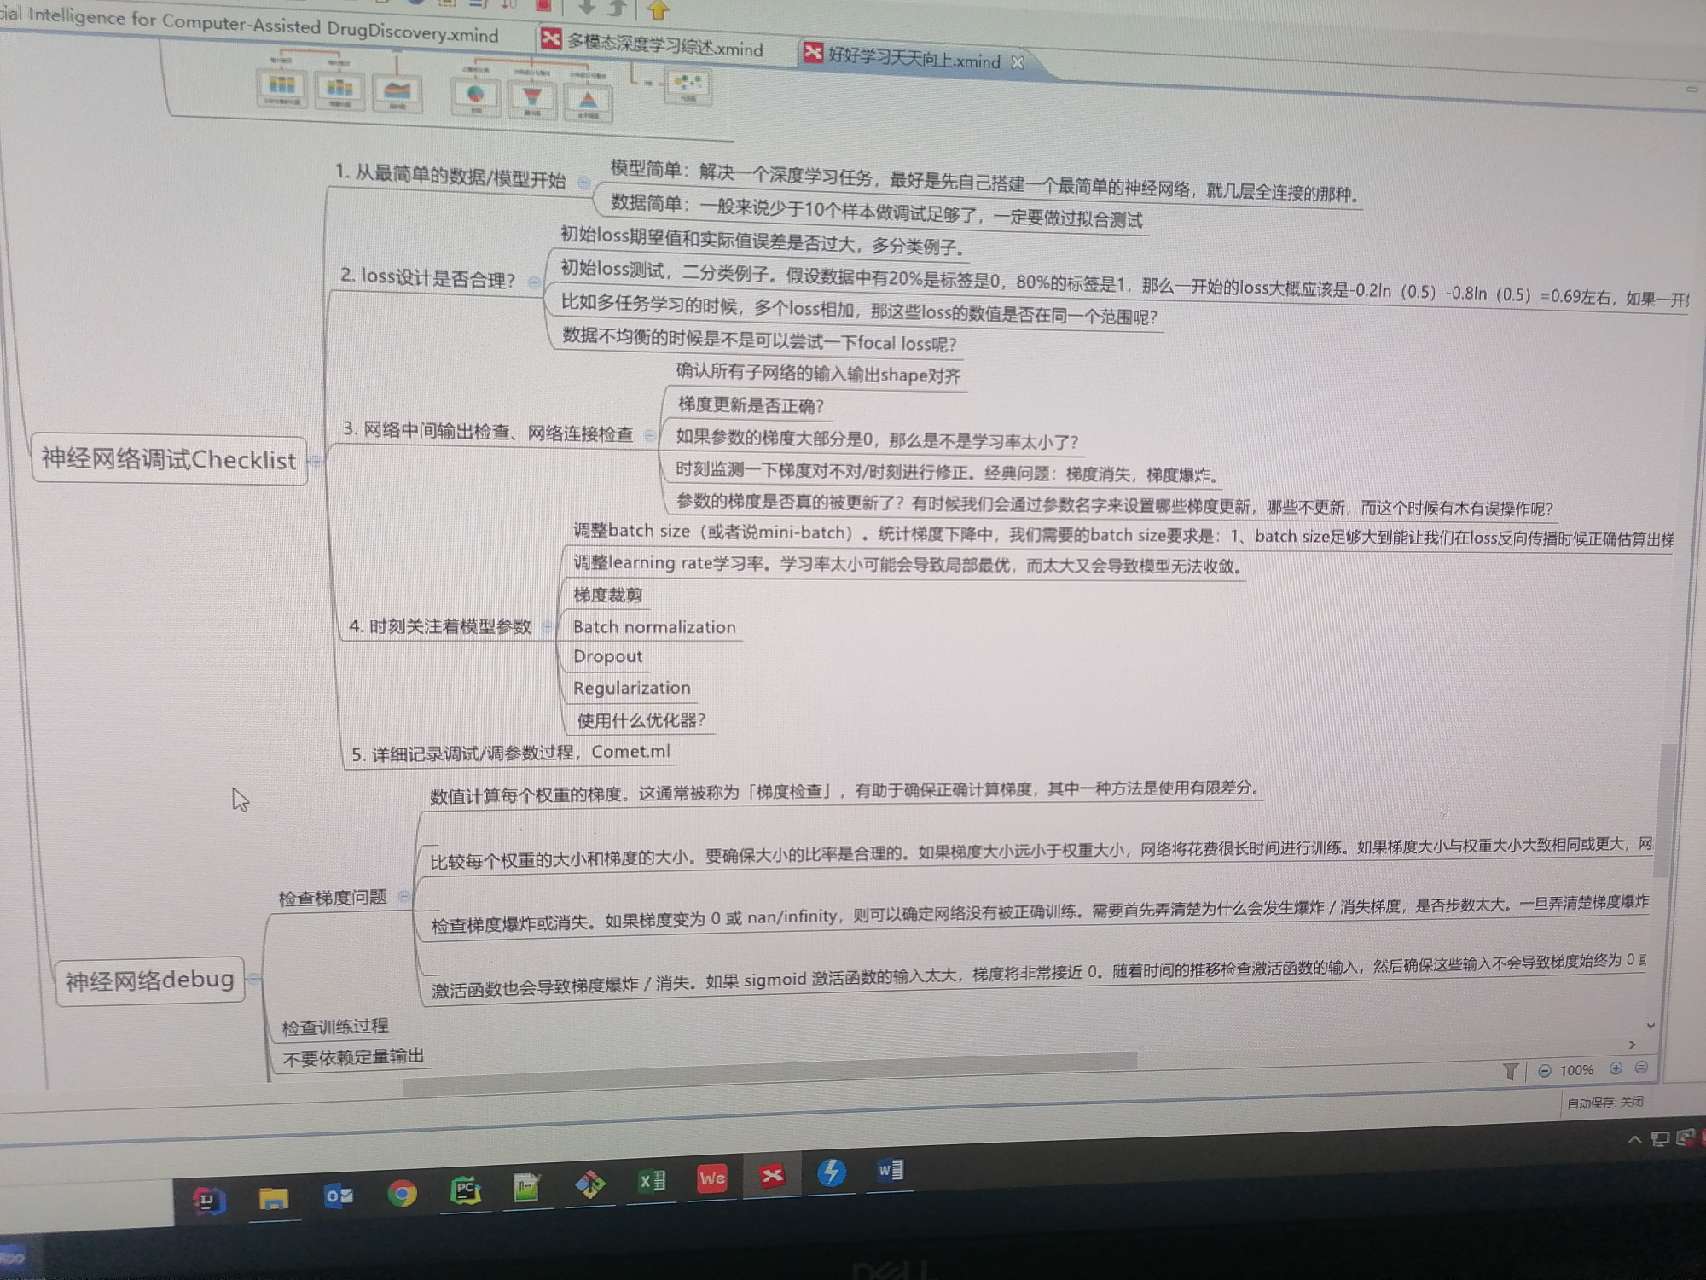 cial Intelligence for Computer-Assisted DrugDiscovery.xmind
多模态深度学习综述.xmind
好好学习天天向上.xmind
神经网络调试Checklist
1. 从最简单的数据/模型开始
模型简单：解决一个深度学习任务，最好是先自己搭建一个最简单的神经网络，就几层全连接的那种。
数据简单：一般来说少于10个样本做调试足够了，一定要做过拟合测试
2. loss设计是否合理？
初始loss期望值和实际值误差是否过大，多分类例子。
初始loss测试，二分类例子。假设数据中有20%是标签是0，80%的标签是1，那么一开始的loss大概应该是-0.2ln（0.5）-0.8ln（0.5）=0.69左右，如果一开
比如多任务学习的时候，多个loss相加，那这些loss的数值是否在同一个范围呢？
数据不均衡的时候是不是可以尝试一下focal loss呢？
3. 网络中间输出检查、网络连接检查
确认所有子网络的输入输出shape对齐
梯度更新是否正确？
如果参数的梯度大部分是0，那么是不是学习率太小了？
时刻监测一下梯度对不对/时刻进行修正。经典问题：梯度消失，梯度爆炸。
参数的梯度是否真的被更新了？有时候我们会通过参数名字来设置哪些梯度更新，哪些不更新，而这个时候有木有误操作呢？
4. 时刻关注着模型参数
调整batch size（或者说mini-batch）。统计梯度下降中，我们需要的batch size要求是：1、batch size足够大到能让我们在loss反向传播时候正确估算出梯
调整learning rate学习率。学习率太小可能会导致局部最优，而太大又会导致模型无法收敛。
梯度裁剪
Batch normalization
Dropout
Regularization
使用什么优化器？
5. 详细记录调试/调参数过程，Comet.ml
神经网络debug
检查梯度问题
数值计算每个权重的梯度。这通常被称为「梯度检查」，有助于确保正确计算梯度，其中一种方法是使用有限差分。
比较每个权重的大小和梯度的大小。要确保大小的比率是合理的。如果梯度大小远小于权重大小，网络将花费很长时间进行训练。如果梯度大小与权重大小大致相同或更大，网
检查梯度爆炸或消失。如果梯度变为 0 或 nan/infinity，则可以确定网络没有被正确训练。需要首先弄清楚为什么会发生爆炸 / 消失梯度，是否步数太大。一旦弄清楚梯度爆炸
激活函数也会导致梯度爆炸 / 消失。如果 sigmoid 激活函数的输入太大，梯度将非常接近 0。随着时间的推移检查激活函数的输入，然后确保这些输入不会导致梯度始终为 0
检查训练过程
不要依赖定量输出
100%
自动保存: 关闭
We
DELL